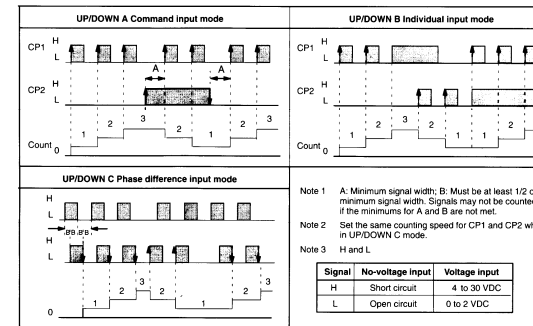 UP/DOWN A Command input mode
H
CP1
L
A
A
H
CP2
L
3
3
2
2
2
1
1
Count 0
UP/DOWN B Individual input mode
H
CP1
L
H
CP2
L
3
2
2
2
1
1
1
Count 0
UP/DOWN C Phase difference input mode
H
L
B B B
H
L
3
3
2
2
2
1
1
0
Note 1 A: Minimum signal width; B: Must be at least 1/2 o
minimum signal width. Signals may not be counte
if the minimums for A and B are not met.
Note 2 Set the same counting speed for CP1 and CP2 wh
in UP/DOWN C mode.
Note 3 H and L
Signal No-voltage input Voltage input
H Short circuit 4 to 30 VDC
L Open circuit 0 to 2 VDC